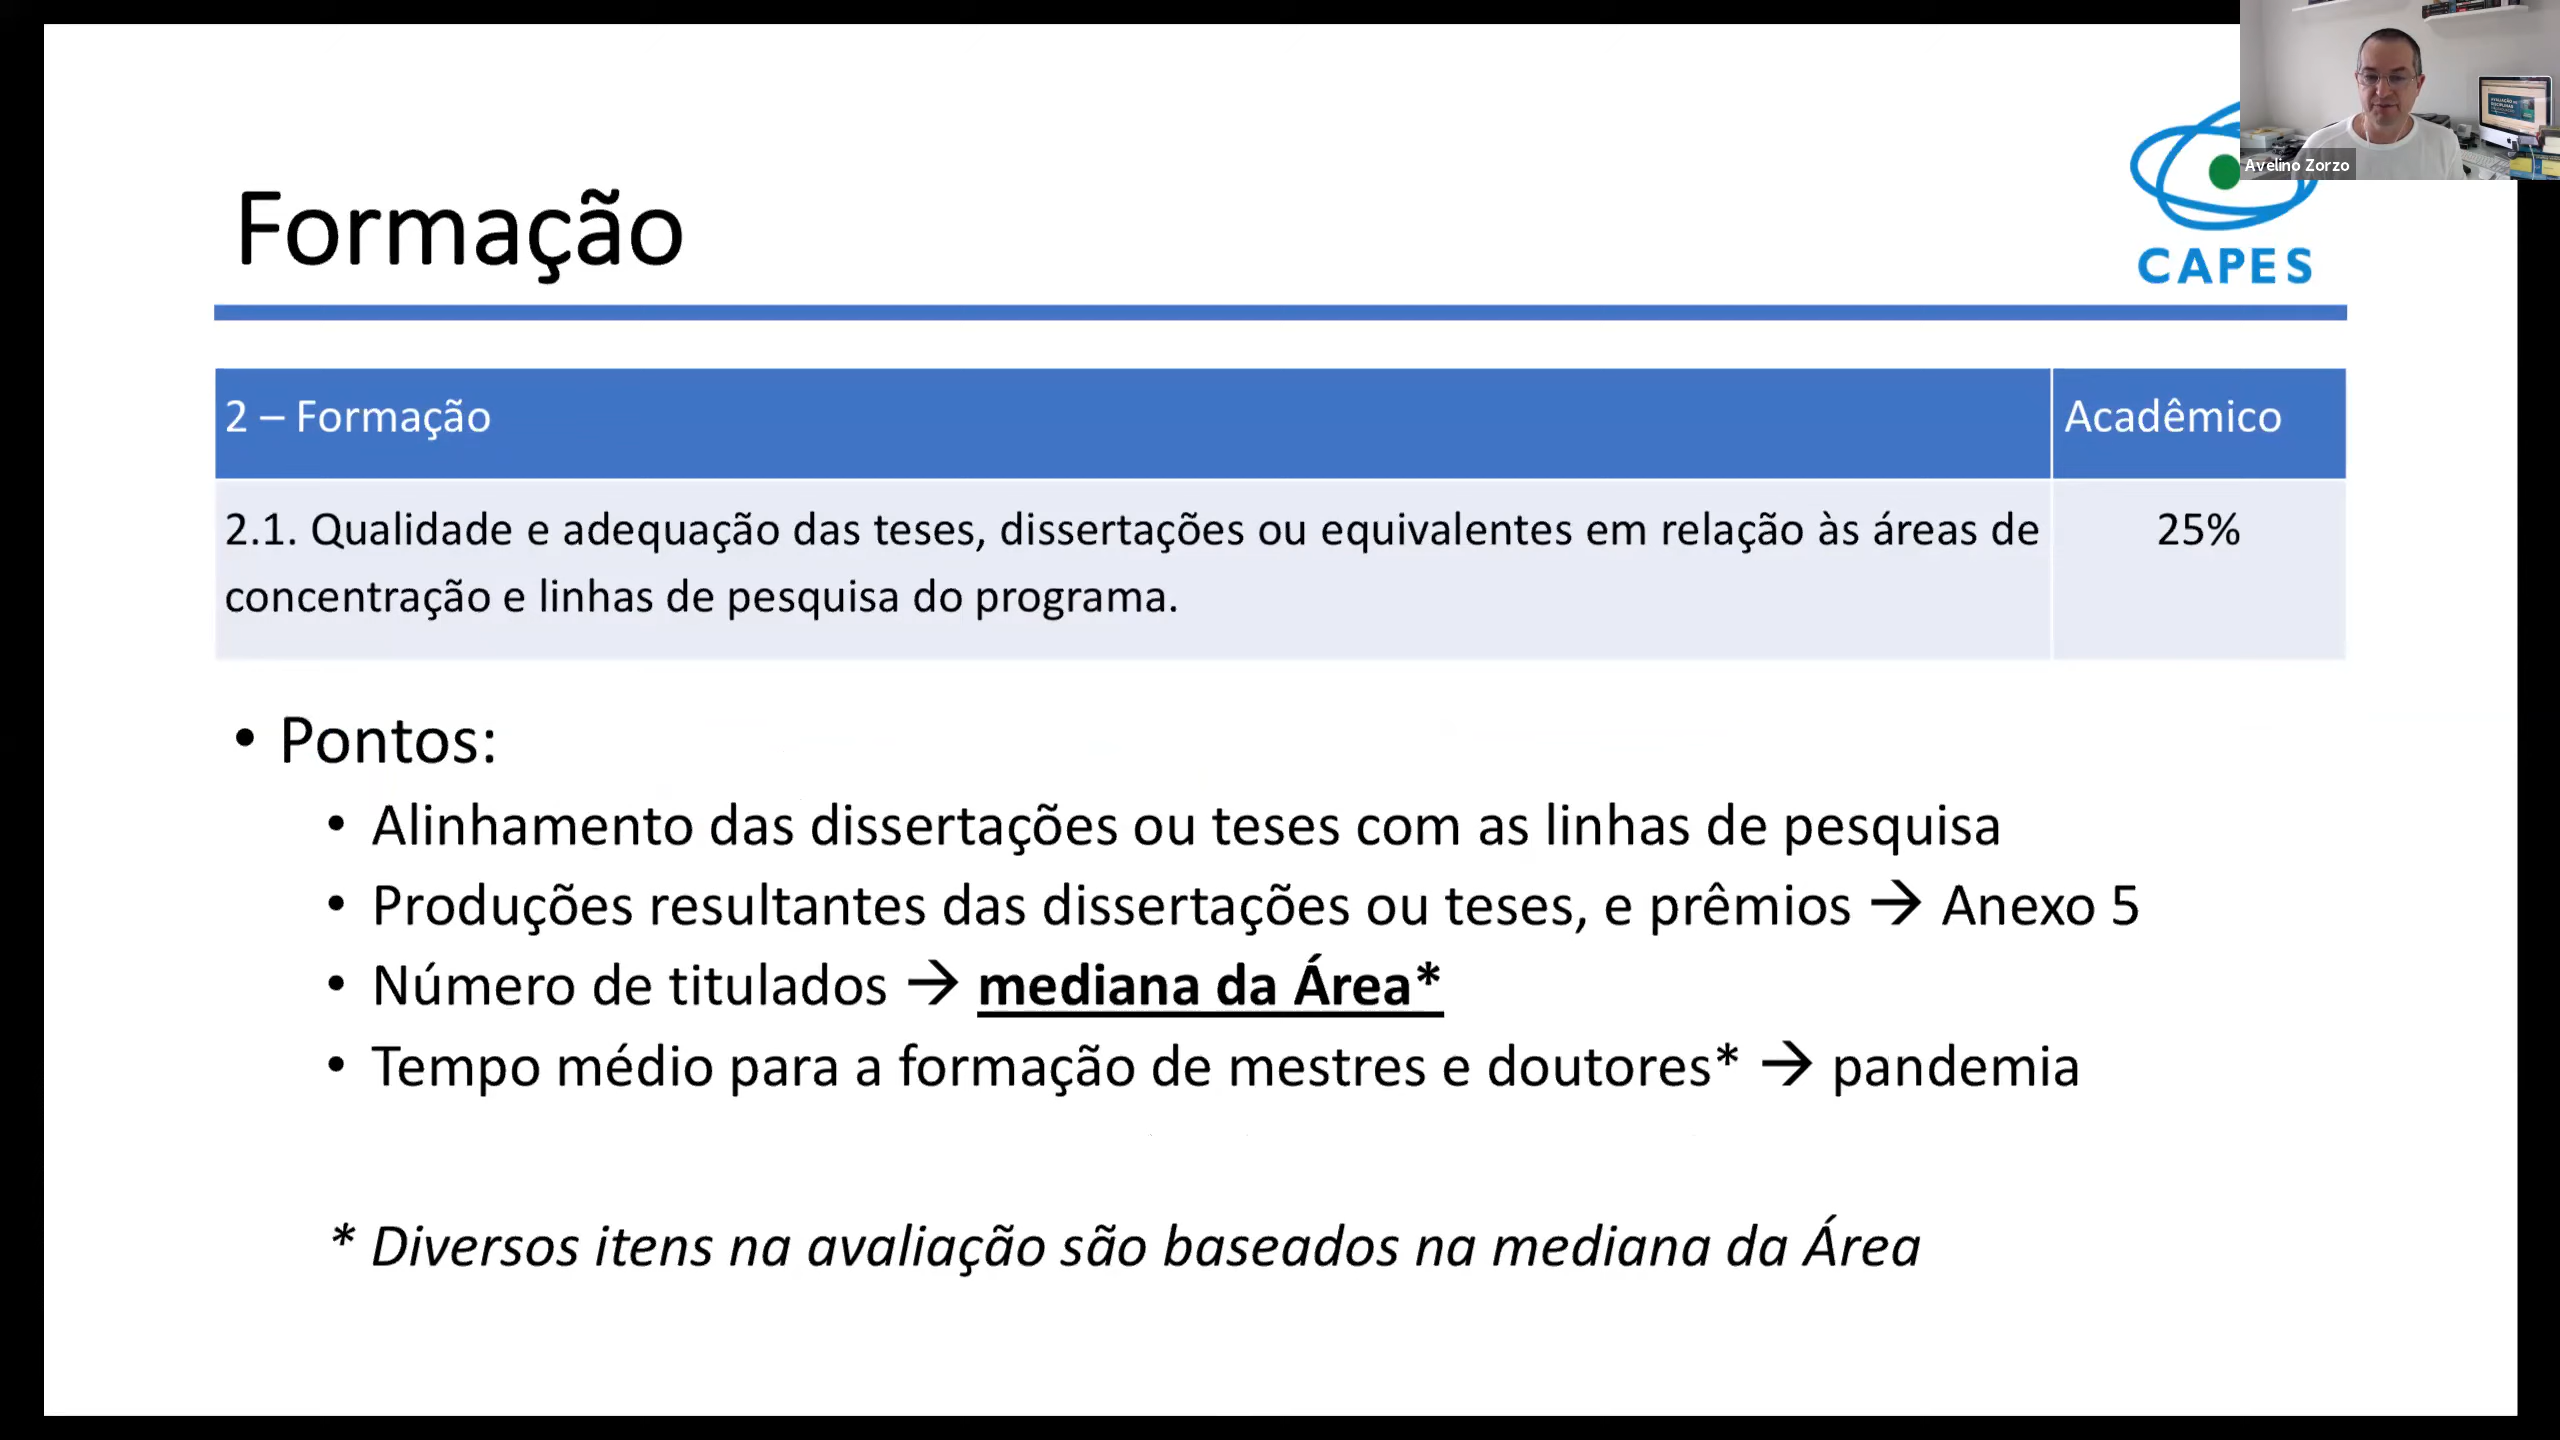 Avelino Zorzo
Formação
CAPES
2 – Formação
Acadêmico
2.1. Qualidade e adequação das teses, dissertações ou equivalentes em relação às áreas de
25%
concentração e linhas de pesquisa do programa.
• Pontos:
• Alinhamento das dissertações ou teses com as linhas de pesquisa
• Produções resultantes das dissertações ou teses, e prêmios → Anexo 5
• Número de titulados → mediana da Área*
• Tempo médio para a formação de mestres e doutores* → pandemia
* Diversos itens na avaliação são baseados na mediana da Área